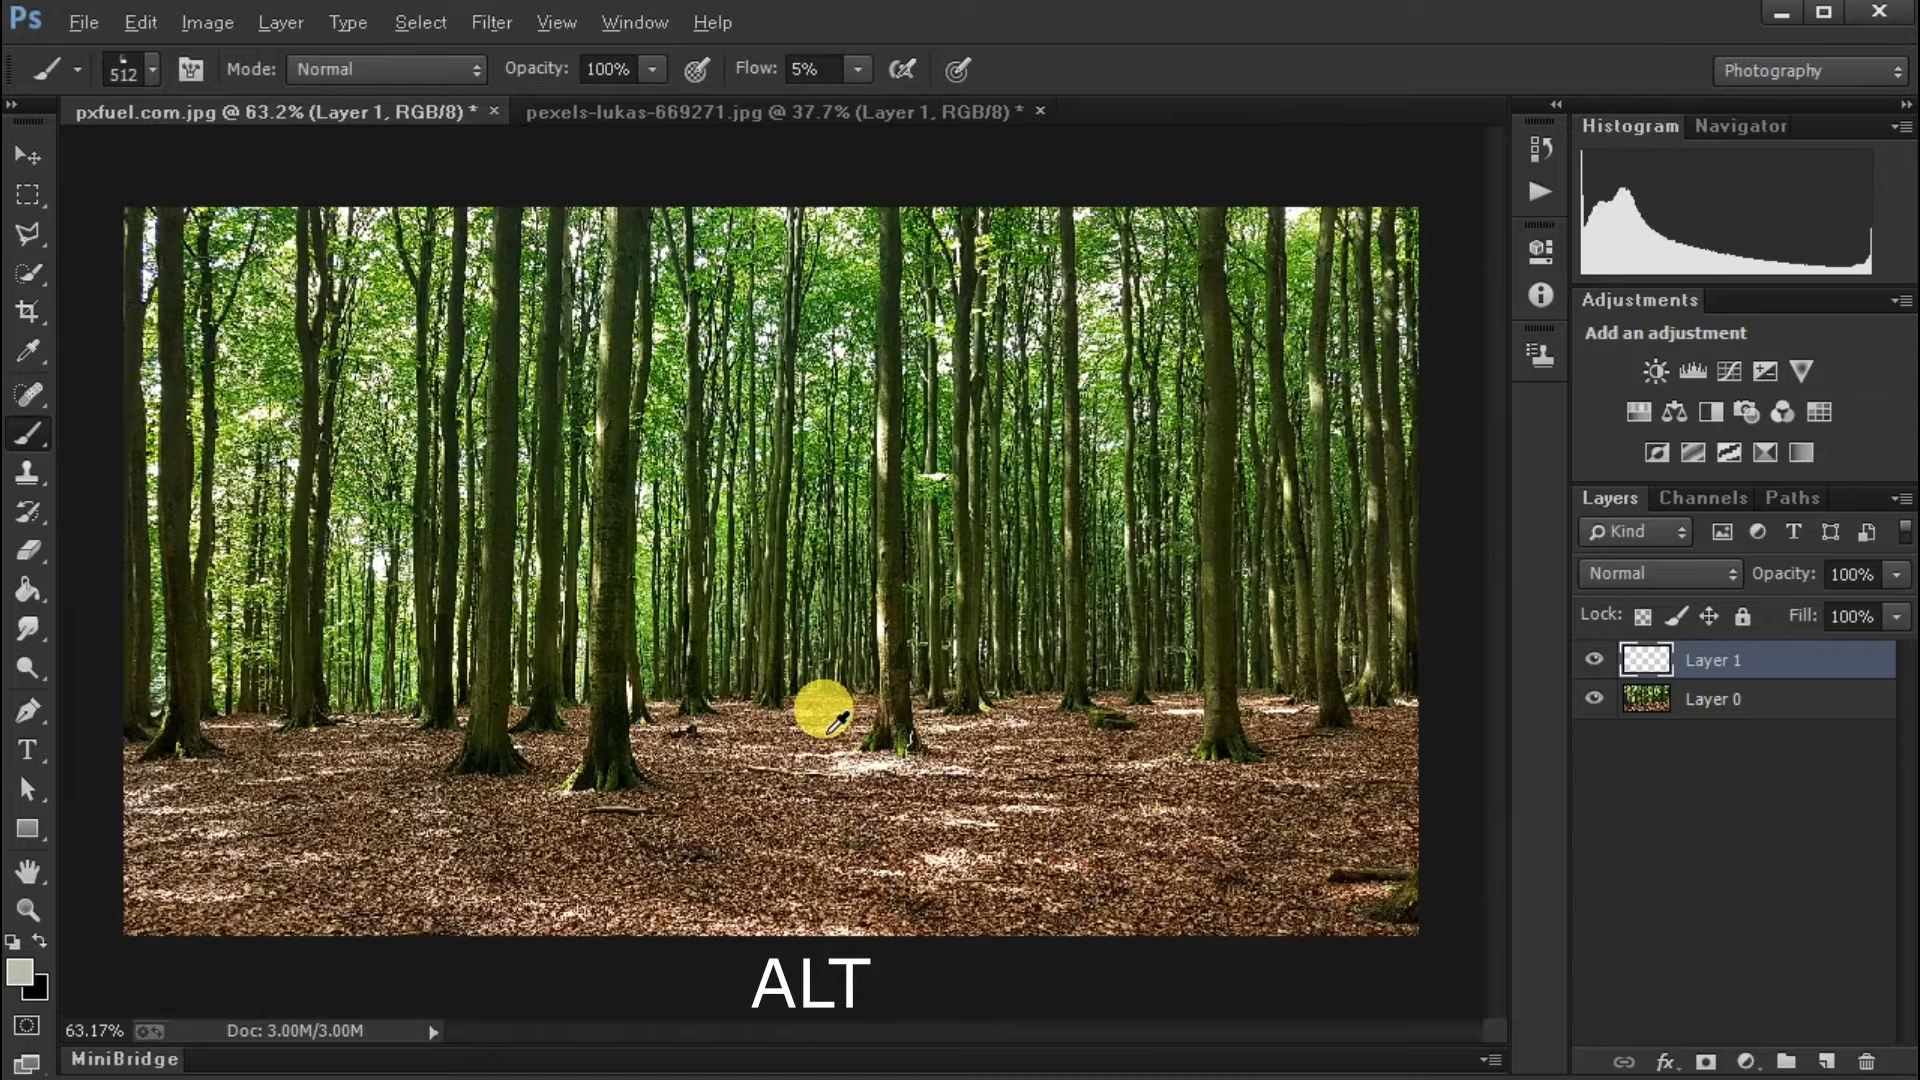 Ps File Edit Image Layer Type Select Filter View Window Help
512 Mode: Normal Opacity: 100% Flow: 5% Photography
pxfuel.com.jpg @ 63.2% (Layer 1, RGB/8) * × pexels-lukas-669271.jpg @ 37.7% (Layer 1, RGB/8) * ×
Histogram Navigator
Adjustments
Add an adjustment
Layers Channels Paths
Kind
Normal Opacity: 100%
Lock: Fill: 100%
Layer 1
Layer 0
ALT
63.17% Doc: 3.00M/3.00M
MiniBridge